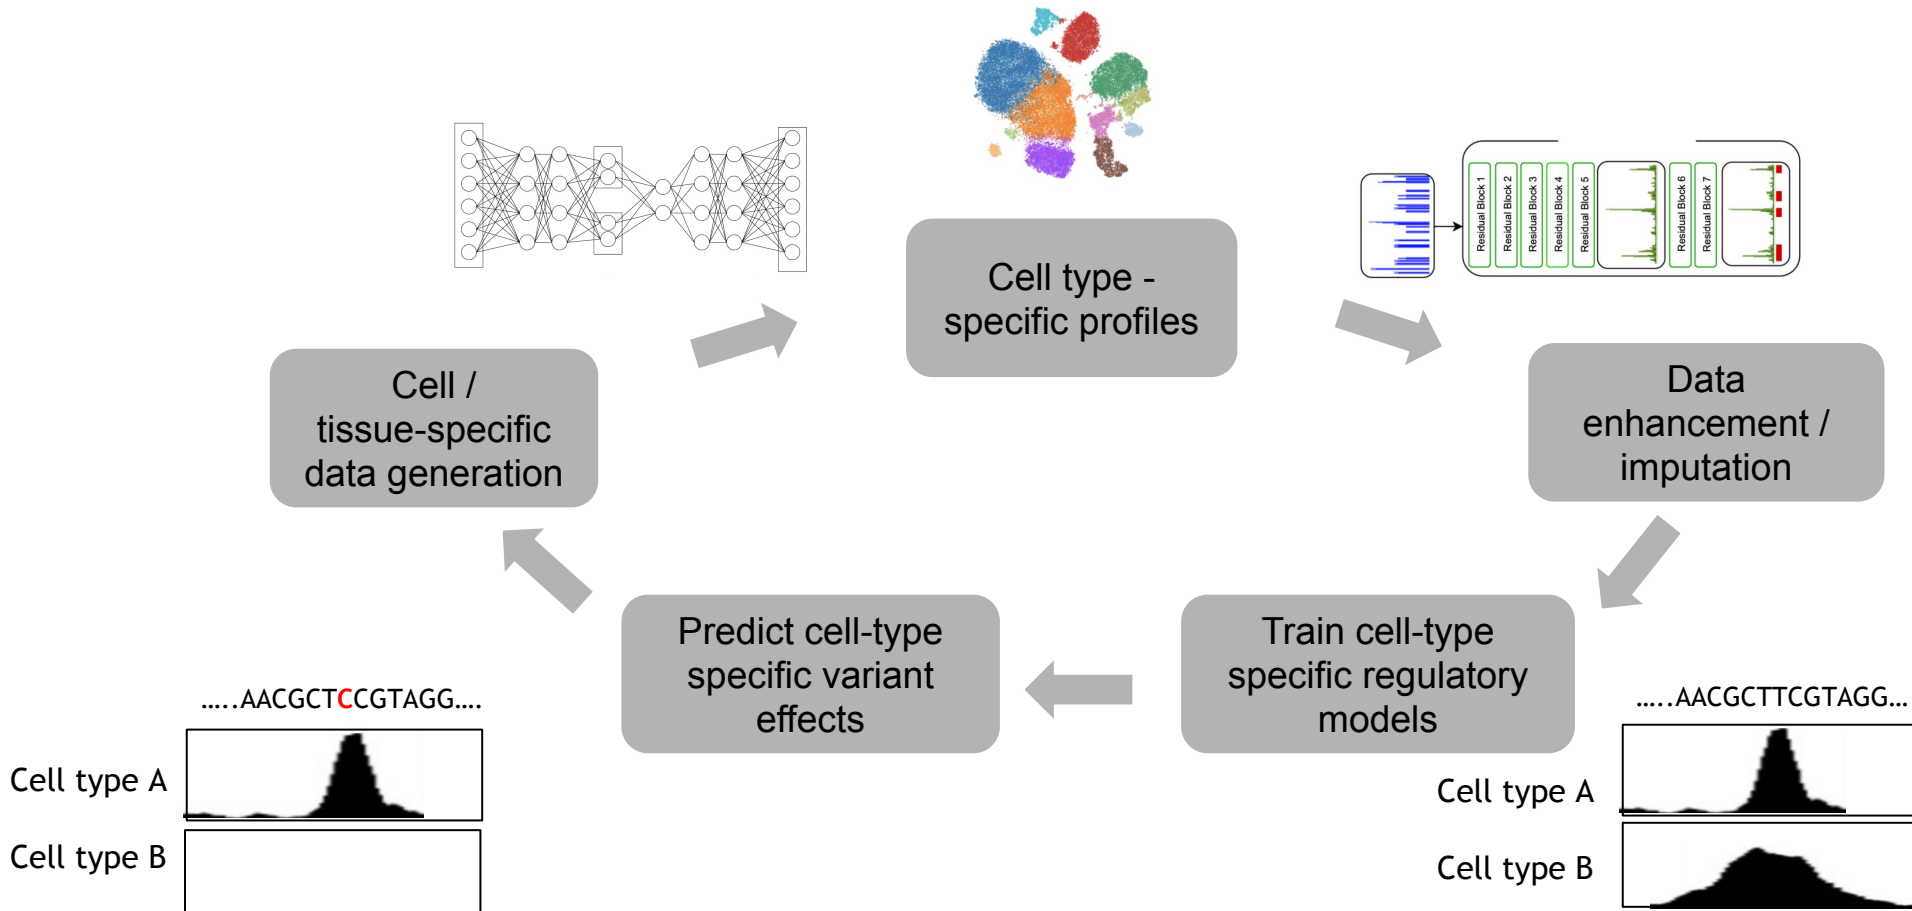 Cell type -
specific profiles
Residual Block 1
Residual Block 2
Residual Block 3
Residual Block 4
Residual Block 5
Residual Block 6
Residual Block 7
Cell /
tissue-specific
data generation
Data
enhancement /
imputation
Predict cell-type
specific variant
effects
Train cell-type
specific regulatory
models
.....AACGCTCCGTAGG....
Cell type A
Cell type B
.....AACGCTTCGTAGG...
Cell type A
Cell type B